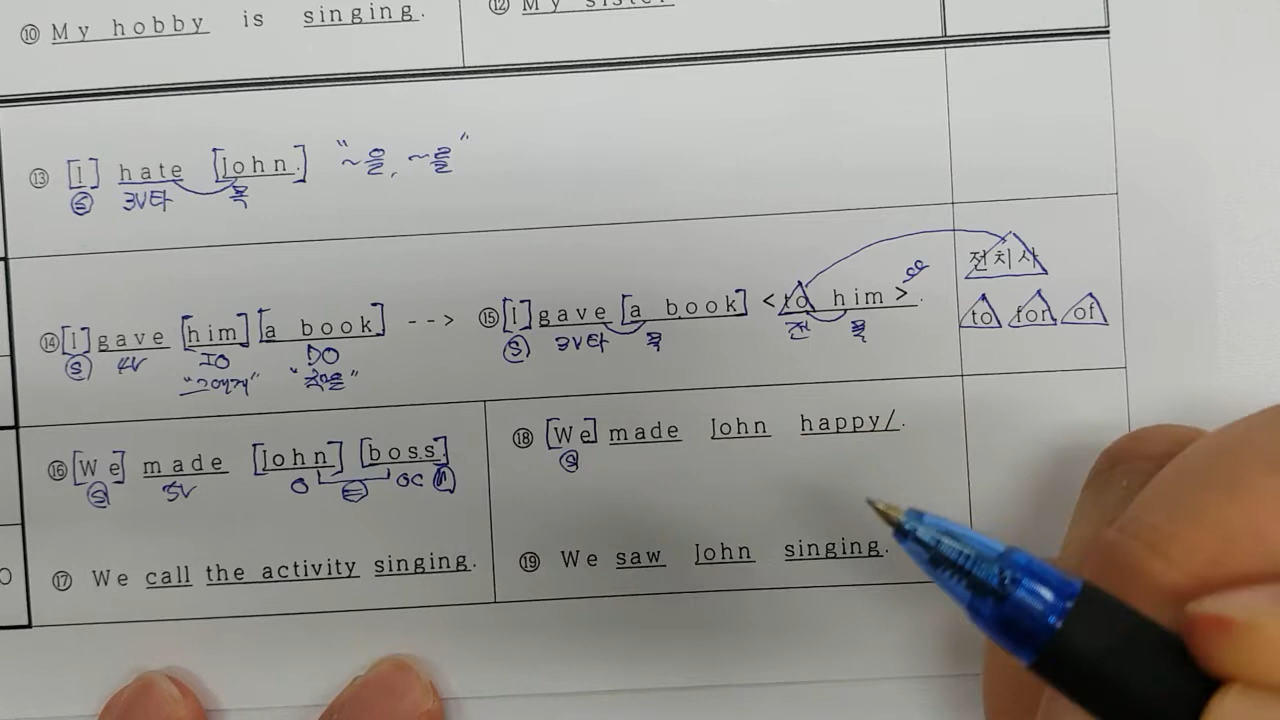 ⑩ My hobby is singing.
⑫ My sister
⑬ [I] hate [John.] "~을, ~를"
Ⓢ 3V타 목
⑭ [I] gave [him] [a book] --> ⑮ [I] gave [a book] <to him>.
Ⓢ 4V IO DO Ⓢ 3V타 목 전 목
"그에게" "책을"
전치사
to for of
⑯ [We] made [John] [boss.]
Ⓢ 5V O = OC ⓝ
⑱ [We] made John happy/.
Ⓢ
⑰ We call the activity singing.
⑲ We saw John singing.